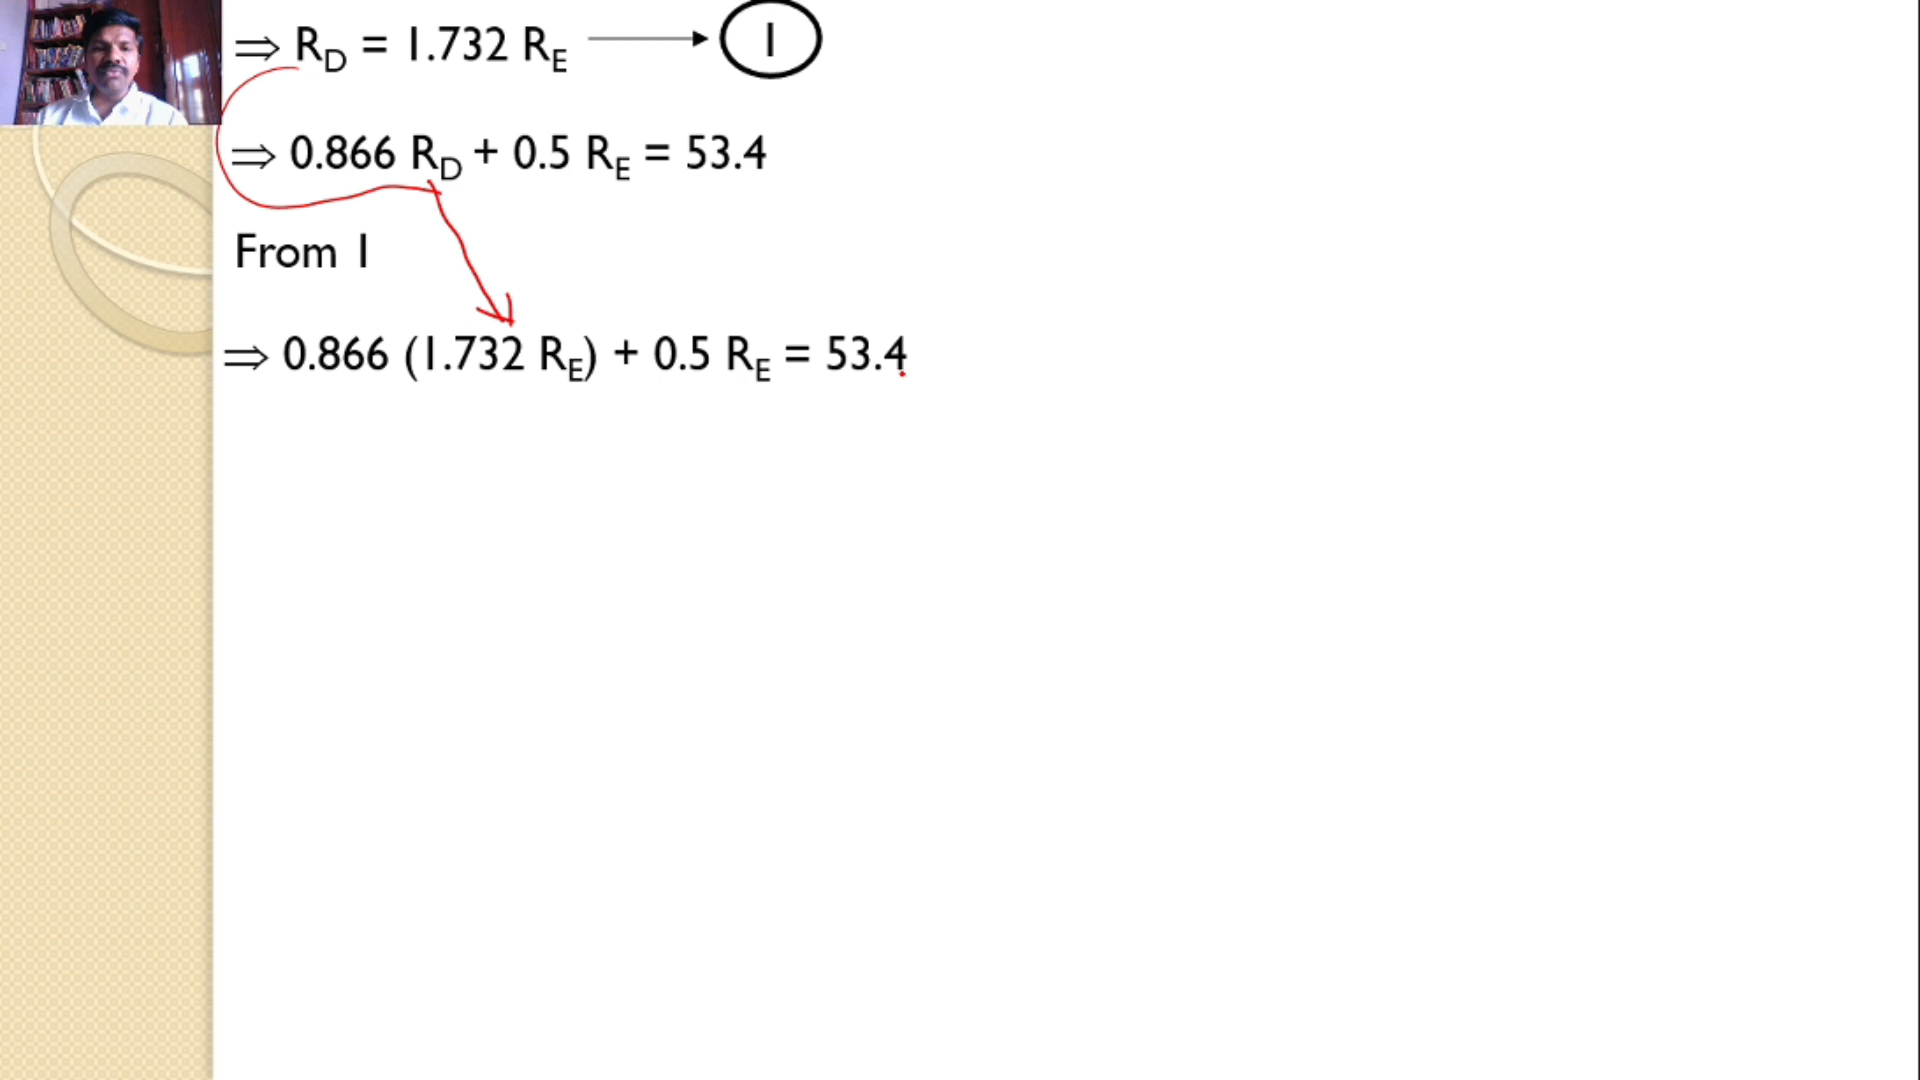 ⇒ R_D = 1.732 R_E ⟶ 1
⇒ 0.866 R_D + 0.5 R_E = 53.4
From 1
⇒ 0.866 (1.732 R_E) + 0.5 R_E = 53.4